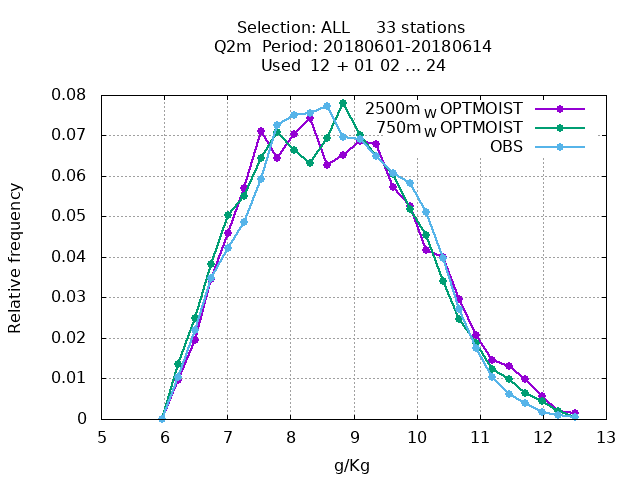 Selection: ALL 33 stations
Q2m Period: 20180601-20180614
Used 12 + 01 02 ... 24
2500m W OPTMOIST
750m W OPTMOIST
OBS
Relative frequency
0.08
0.07
0.06
0.05
0.04
0.03
0.02
0.01
0
5 6 7 8 9 10 11 12 13
g/Kg